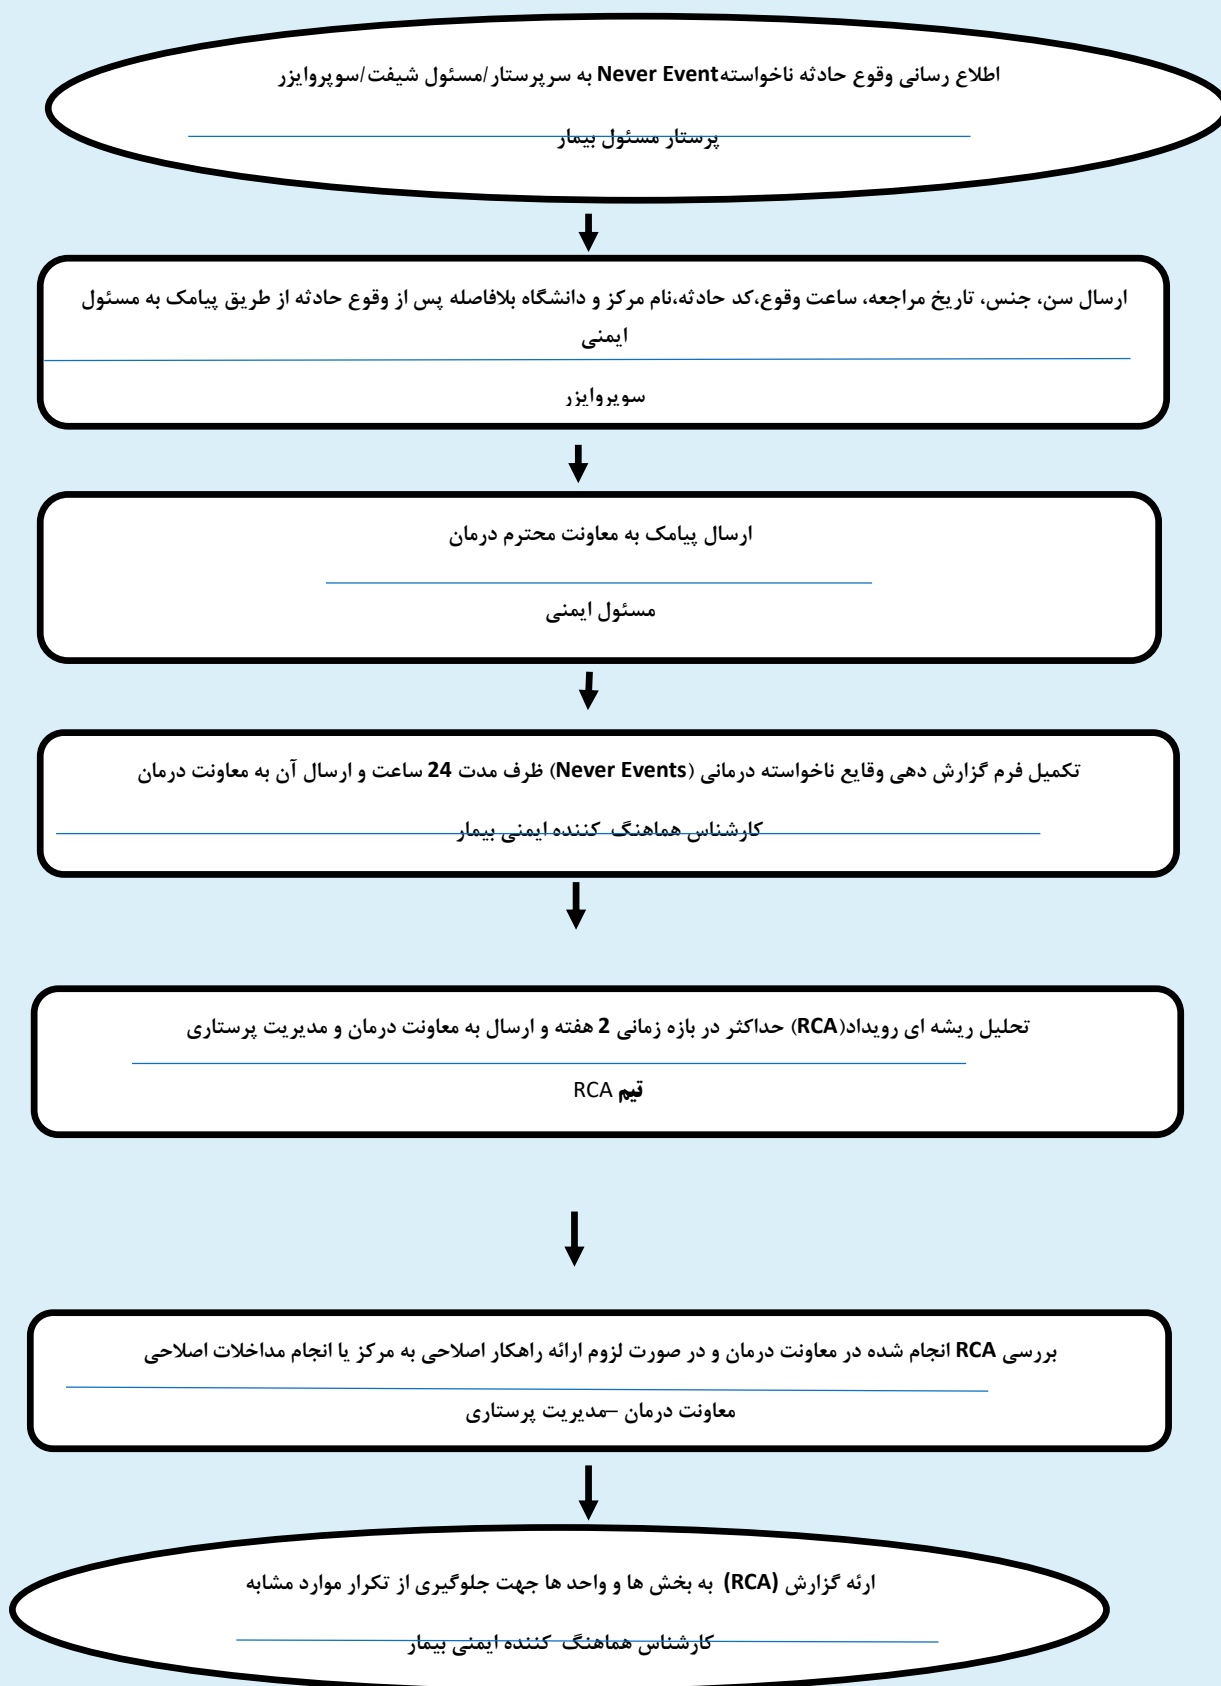 اطلاع رسانی وقوع حادثه ناخواسته Never Event به سرپرستار/مسئول شیفت/سوپروایزر
پرستار مسئول بیمار
ارسال سن، جنس، تاریخ مراجعه، ساعت وقوع،کد حادثه،نام مرکز و دانشگاه بلافاصله پس از وقوع حادثه از طریق پیامک به مسئول
ایمنی
سوپروایزر
ارسال پیامک به معاونت محترم درمان
مسئول ایمنی
تکمیل فرم گزارش دهی وقایع ناخواسته درمانی (Never Events) ظرف مدت 24 ساعت و ارسال آن به معاونت درمان
کارشناس هماهنگ کننده ایمنی بیمار
تحلیل ریشه ای رویداد(RCA) حداکثر در بازه زمانی 2 هفته و ارسال به معاونت درمان و مدیریت پرستاری
تیم RCA
بررسی RCA انجام شده در معاونت درمان و در صورت لزوم ارائه راهکار اصلاحی به مرکز یا انجام مداخلات اصلاحی
معاونت درمان –مدیریت پرستاری
ارئه گزارش (RCA) به بخش ها و واحد ها جهت جلوگیری از تکرار موارد مشابه
کارشناس هماهنگ کننده ایمنی بیمار